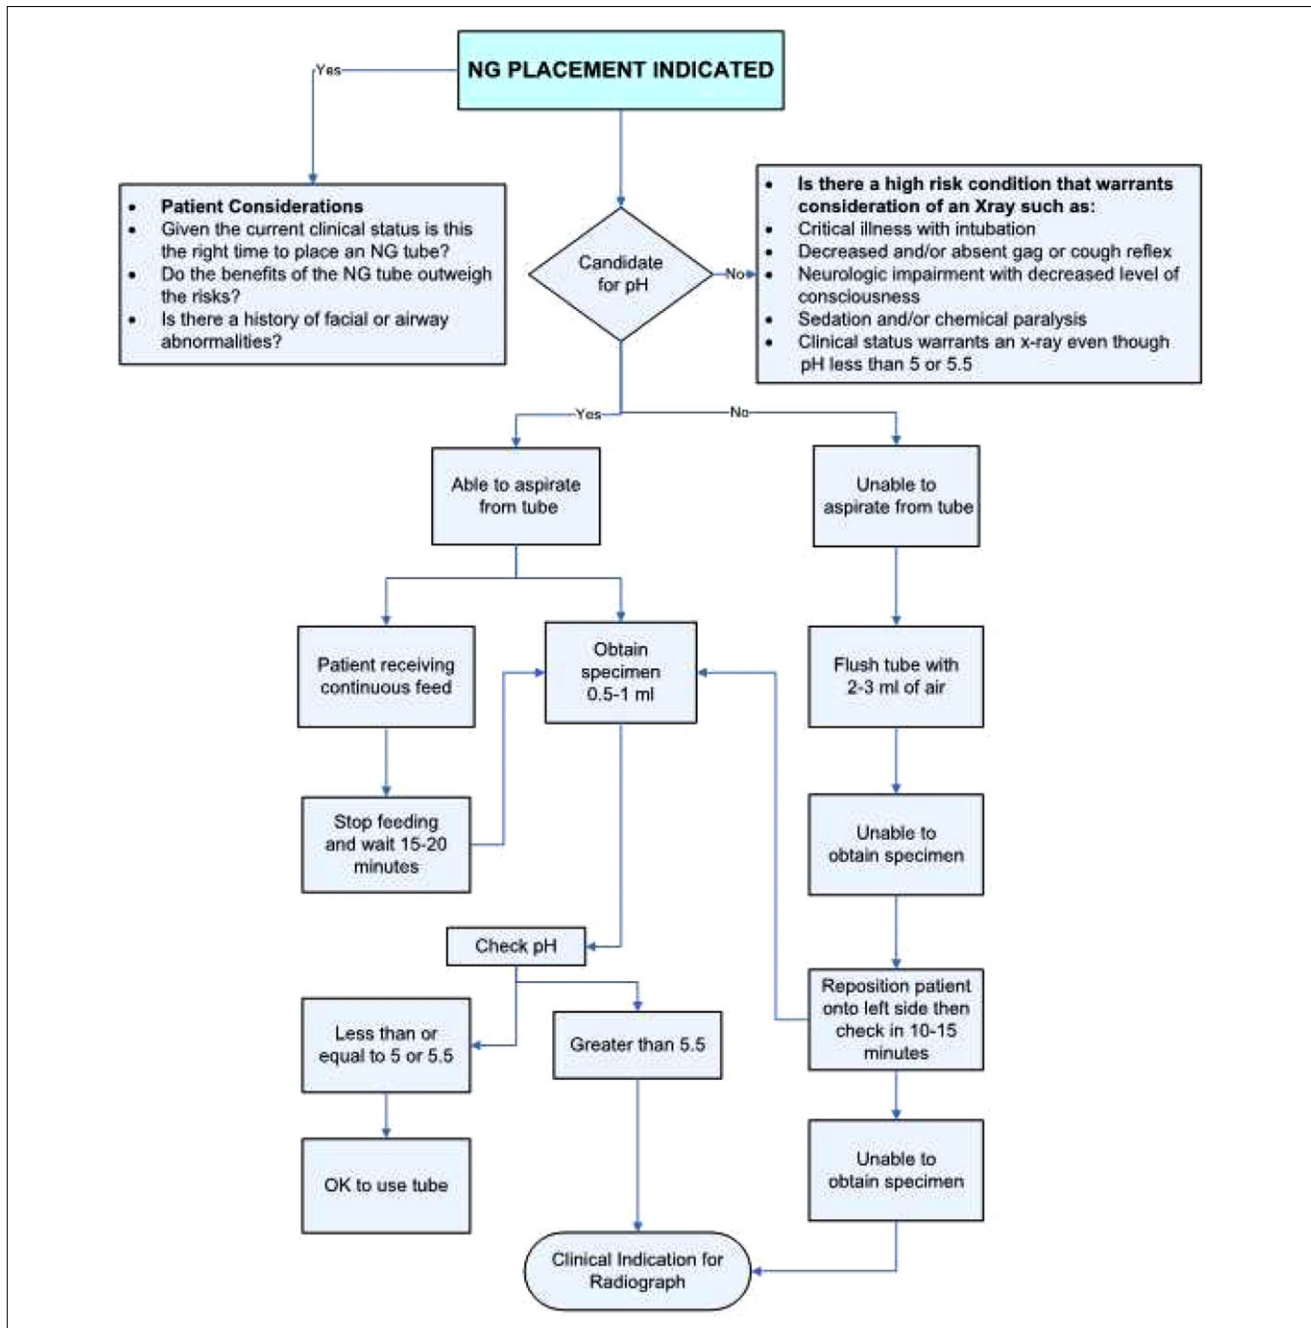 NG PLACEMENT INDICATED
Yes
• Patient Considerations
• Given the current clinical status is this
the right time to place an NG tube?
• Do the benefits of the NG tube outweigh
the risks?
• Is there a history of facial or airway
abnormalities?
Candidate
for pH
No
• Is there a high risk condition that warrants
consideration of an Xray such as:
• Critical illness with intubation
• Decreased and/or absent gag or cough reflex
• Neurologic impairment with decreased level of
consciousness
• Sedation and/or chemical paralysis
• Clinical status warrants an x-ray even though
pH less than 5 or 5.5
Yes
No
Able to aspirate
from tube
Unable to
aspirate from tube
Patient receiving
continuous feed
Obtain
specimen
0.5-1 ml
Flush tube with
2-3 ml of air
Stop feeding
and wait 15-20
minutes
Unable to
obtain specimen
Check pH
Reposition patient
onto left side then
check in 10-15
minutes
Less than or
equal to 5 or 5.5
Greater than 5.5
OK to use tube
Unable to
obtain specimen
Clinical Indication for
Radiograph